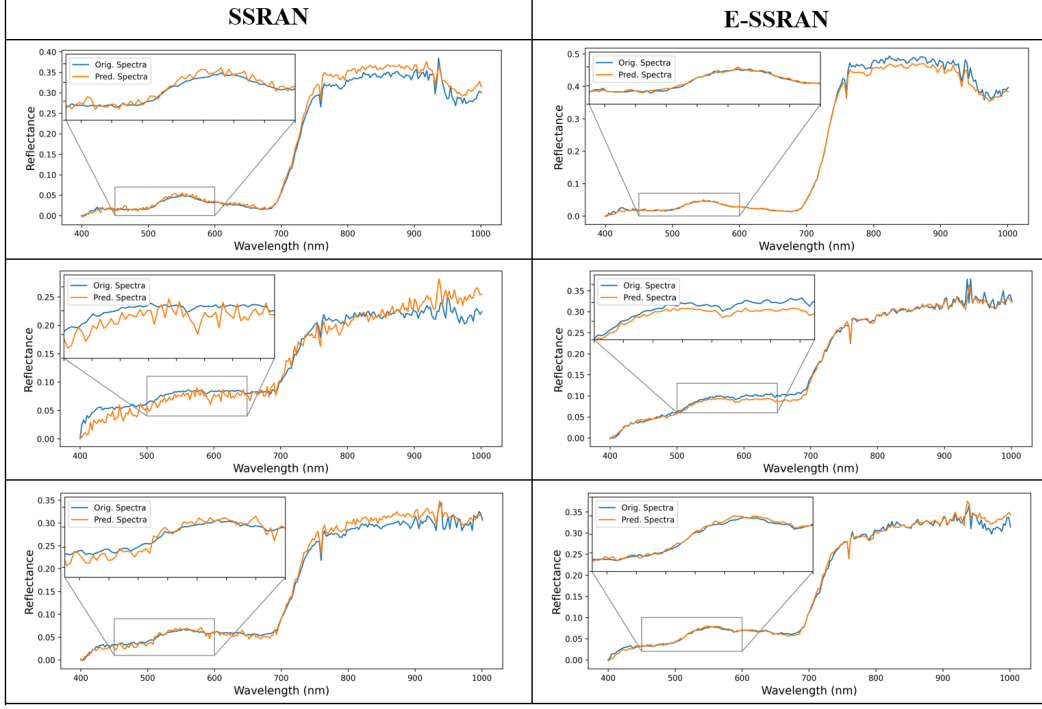 SSRAN
E-SSRAN
Orig. Spectra
Pred. Spectra
Reflectance
0.40
0.35
0.30
0.25
0.20
0.15
0.10
0.05
0.00
400 500 600 700 800 900 1000
Wavelength (nm)
Orig. Spectra
Pred. Spectra
Reflectance
0.5
0.4
0.3
0.2
0.1
0.0
400 500 600 700 800 900 1000
Wavelength (nm)
Orig. Spectra
Pred. Spectra
Reflectance
0.25
0.20
0.15
0.10
0.05
0.00
400 500 600 700 800 900 1000
Wavelength (nm)
Orig. Spectra
Pred. Spectra
Reflectance
0.35
0.30
0.25
0.20
0.15
0.10
0.05
0.00
400 500 600 700 800 900 1000
Wavelength (nm)
Orig. Spectra
Pred. Spectra
Reflectance
0.35
0.30
0.25
0.20
0.15
0.10
0.05
0.00
400 500 600 700 800 900 1000
Wavelength (nm)
Orig. Spectra
Pred. Spectra
Reflectance
0.35
0.30
0.25
0.20
0.15
0.10
0.05
0.00
400 500 600 700 800 900 1000
Wavelength (nm)